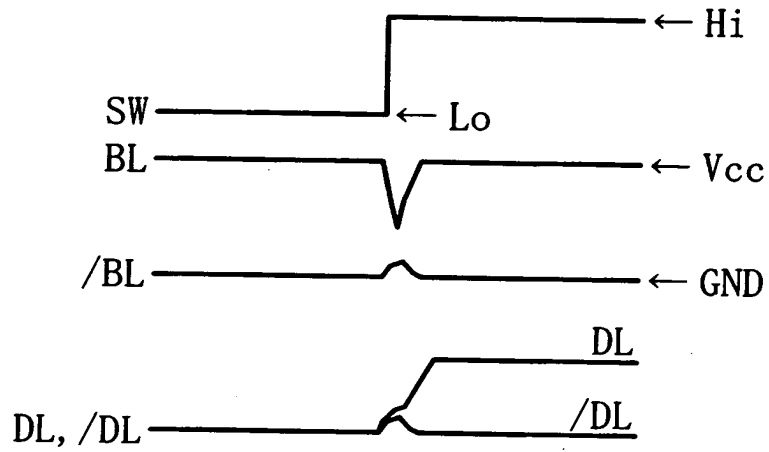 ← Hi
SW
← Lo
BL
← Vcc
/BL
← GND
DL
DL, /DL
/DL